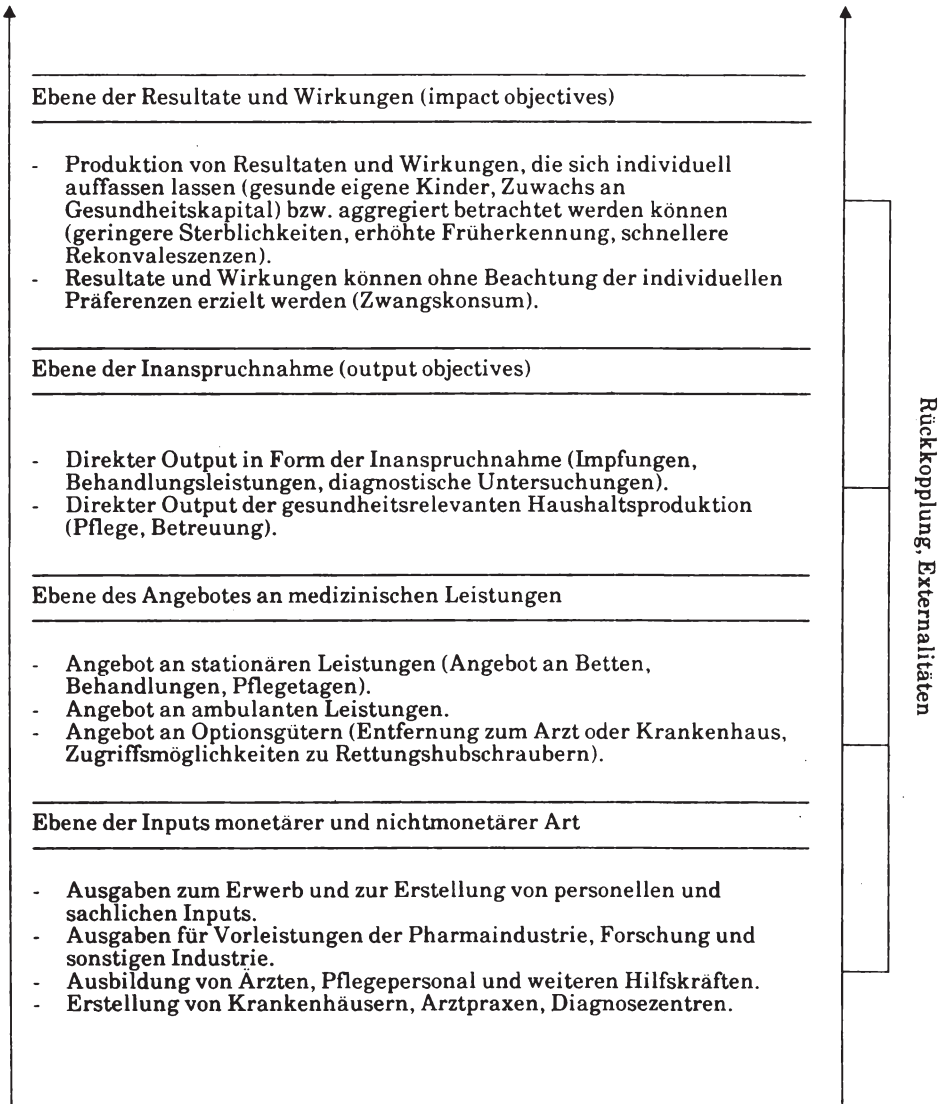 Ebene der Resultate und Wirkungen (impact objectives)
- Produktion von Resultaten und Wirkungen, die sich individuell
auffassen lassen (gesunde eigene Kinder, Zuwachs an
Gesundheitskapital) bzw. aggregiert betrachtet werden können
(geringere Sterblichkeiten, erhöhte Früherkennung, schnellere
Rekonvaleszenzen).
- Resultate und Wirkungen können ohne Beachtung der individuellen
Präferenzen erzielt werden (Zwangskonsum).
Ebene der Inanspruchnahme (output objectives)
- Direkter Output in Form der Inanspruchnahme (Impfungen,
Behandlungsleistungen, diagnostische Untersuchungen).
- Direkter Output der gesundheitsrelevanten Haushaltsproduktion
(Pflege, Betreuung).
Ebene des Angebotes an medizinischen Leistungen
- Angebot an stationären Leistungen (Angebot an Betten,
Behandlungen, Pflegetagen).
- Angebot an ambulanten Leistungen.
- Angebot an Optionsgütern (Entfernung zum Arzt oder Krankenhaus,
Zugriffsmöglichkeiten zu Rettungshubschraubern).
Ebene der Inputs monetärer und nichtmonetärer Art
- Ausgaben zum Erwerb und zur Erstellung von personellen und
sachlichen Inputs.
- Ausgaben für Vorleistungen der Pharmaindustrie, Forschung und
sonstigen Industrie.
- Ausbildung von Ärzten, Pflegepersonal und weiteren Hilfskräften.
- Erstellung von Krankenhäusern, Arztpraxen, Diagnosezentren.
Rückkopplung, Externalitäten